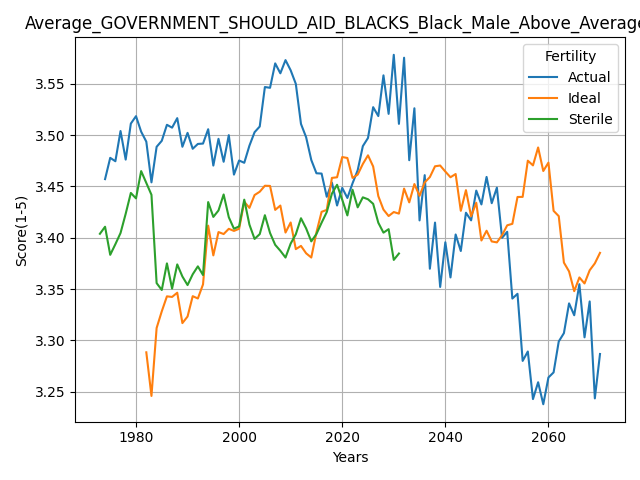 Average_GOVERNMENT_SHOULD_AID_BLACKS_Black_Male_Above_Average
Fertility
Actual
Ideal
Sterile
3.55
3.50
3.45
3.40
3.35
3.30
3.25
Score(1-5)
1980 2000 2020 2040 2060
Years